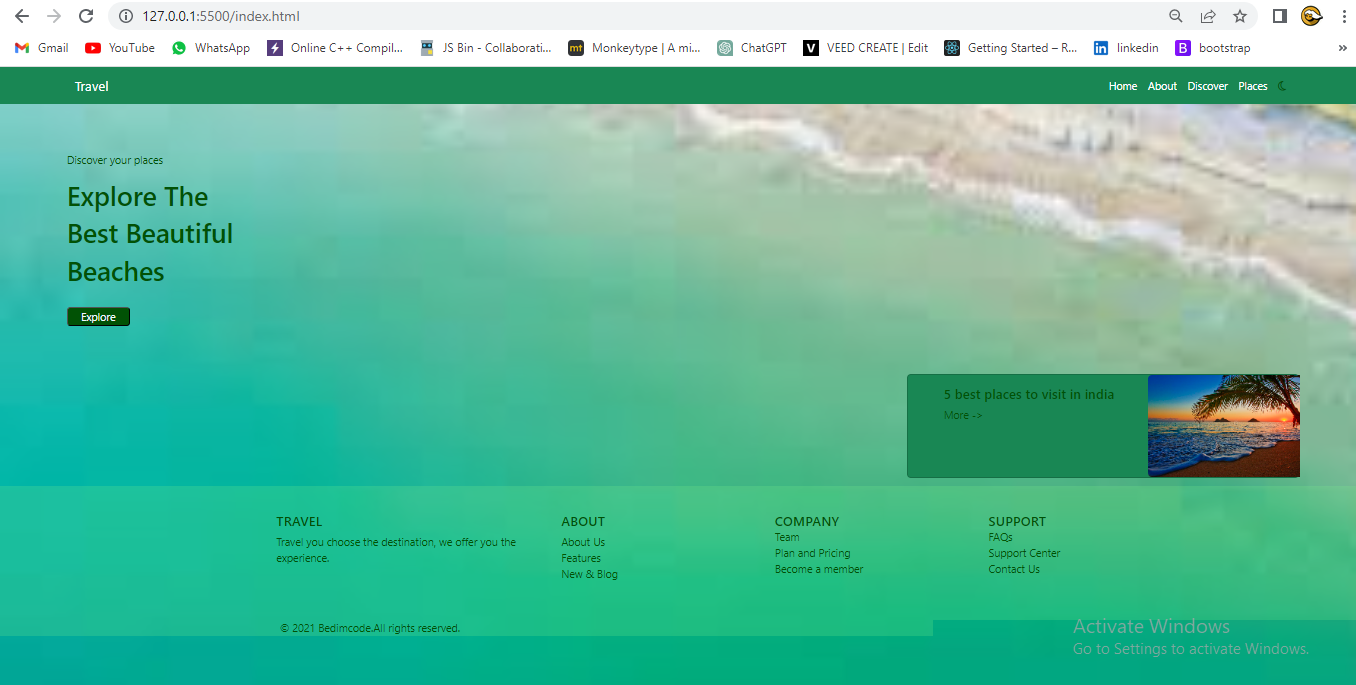 127.0.0.1:5500/index.html
Gmail YouTube WhatsApp Online C++ Compil... JS Bin - Collaborati... mt Monkeytype | A mi... ChatGPT V VEED CREATE | Edit Getting Started – R... in linkedin B bootstrap »
Travel Home About Discover Places
Discover your places
Explore The
Best Beautiful
Beaches
Explore
5 best places to visit in india
More ->
TRAVEL
Travel you choose the destination, we offer you the
experience.
ABOUT
About Us
Features
New & Blog
COMPANY
Team
Plan and Pricing
Become a member
SUPPORT
FAQs
Support Center
Contact Us
© 2021 Bedimcode.All rights reserved.
Activate Windows
Go to Settings to activate Windows.